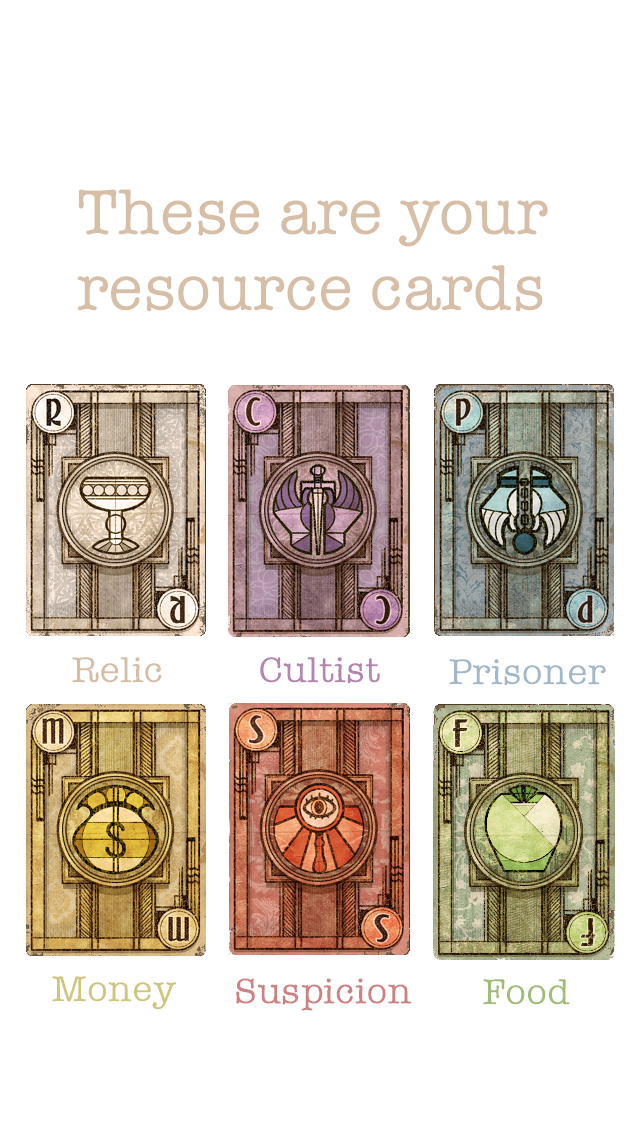 These are your
resource cards
R
R
C
C
P
P
Relic
Cultist
Prisoner
M
$
M
S
S
F
F
Money
Suspicion
Food